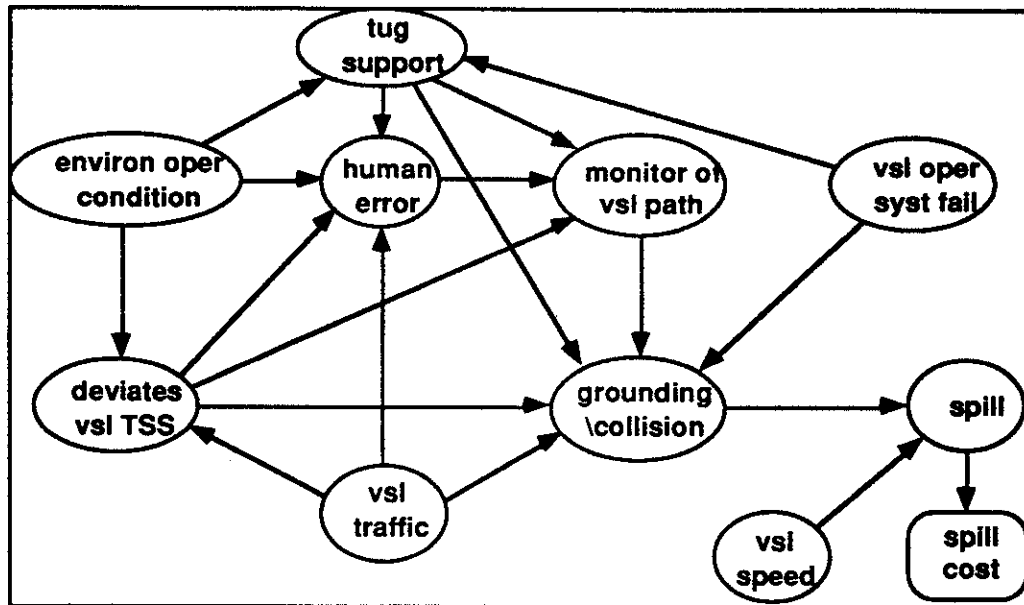 tug
support
environ oper
condition
human
error
monitor of
vsl path
vsl oper
syst fail
deviates
vsl TSS
grounding
\collision
spill
vsl
traffic
vsl
speed
spill
cost